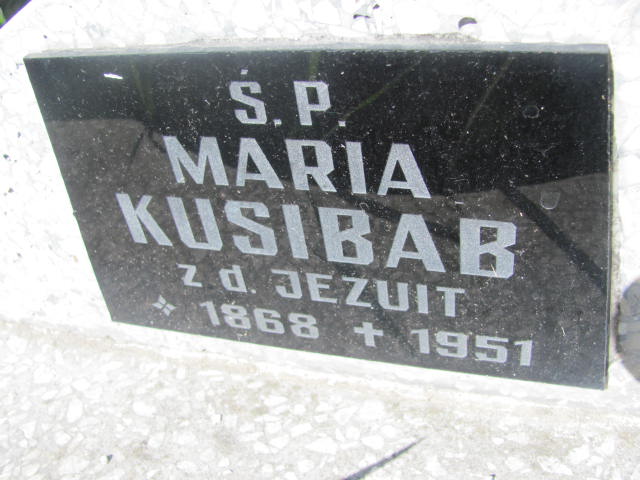 Ś.P.
MARIA
KUSIBAB
z d. JEZUIT
1868 + 1951